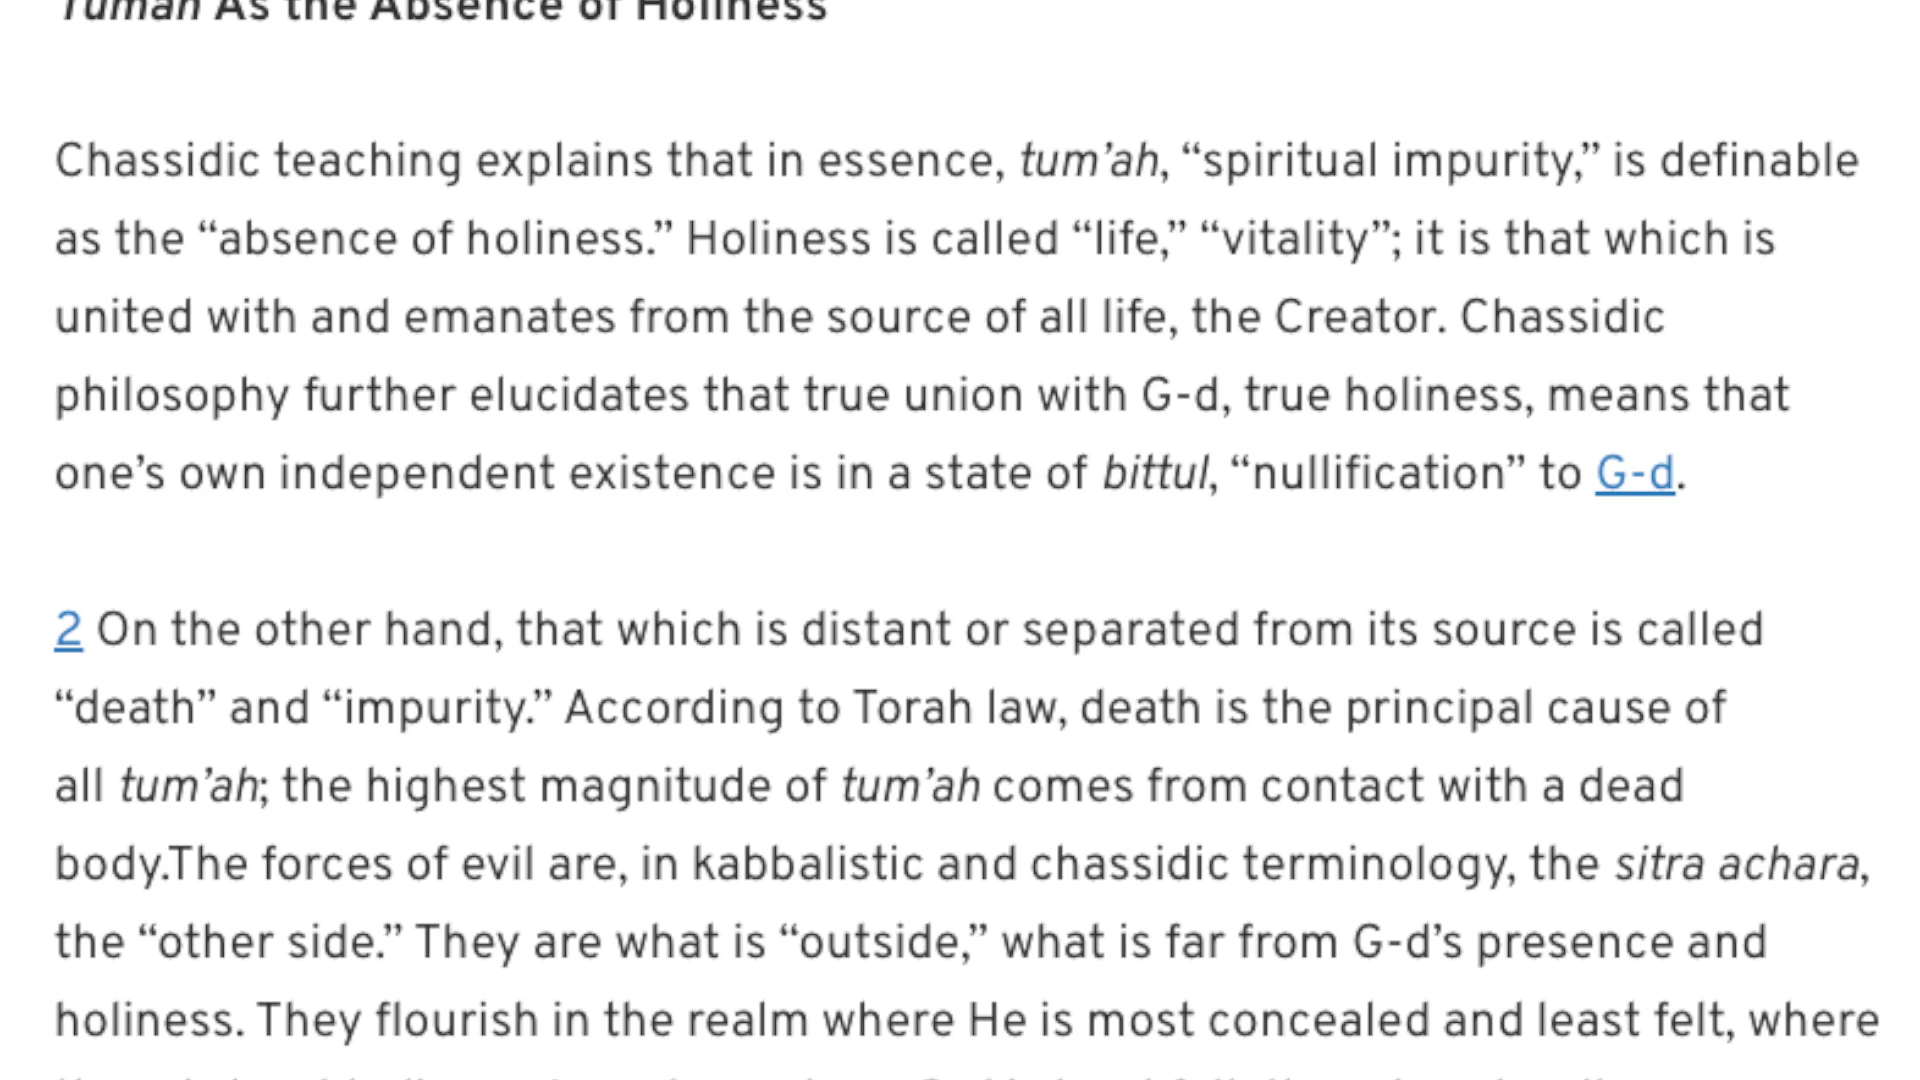 Tumah As the Absence of Holiness
Chassidic teaching explains that in essence, tum’ah, “spiritual impurity,” is definable
as the “absence of holiness.” Holiness is called “life,” “vitality”; it is that which is
united with and emanates from the source of all life, the Creator. Chassidic
philosophy further elucidates that true union with G-d, true holiness, means that
one’s own independent existence is in a state of bittul, “nullification” to G-d.
2 On the other hand, that which is distant or separated from its source is called
“death” and “impurity.” According to Torah law, death is the principal cause of
all tum’ah; the highest magnitude of tum’ah comes from contact with a dead
body.The forces of evil are, in kabbalistic and chassidic terminology, the sitra achara,
the “other side.” They are what is “outside,” what is far from G-d’s presence and
holiness. They flourish in the realm where He is most concealed and least felt, where